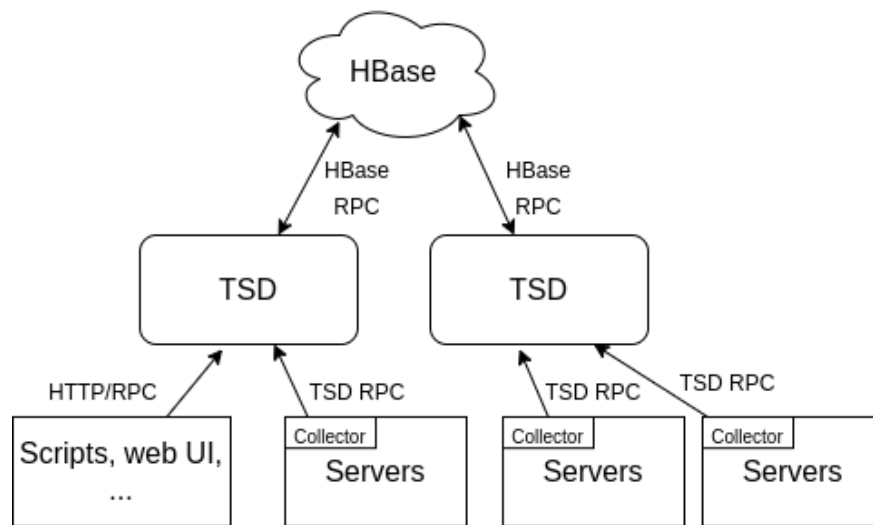 HBase
HBase
RPC
HBase
RPC
TSD
TSD
HTTP/RPC
TSD RPC
TSD RPC
TSD RPC
Scripts, web UI,
...
Collector
Servers
Collector
Servers
Collector
Servers